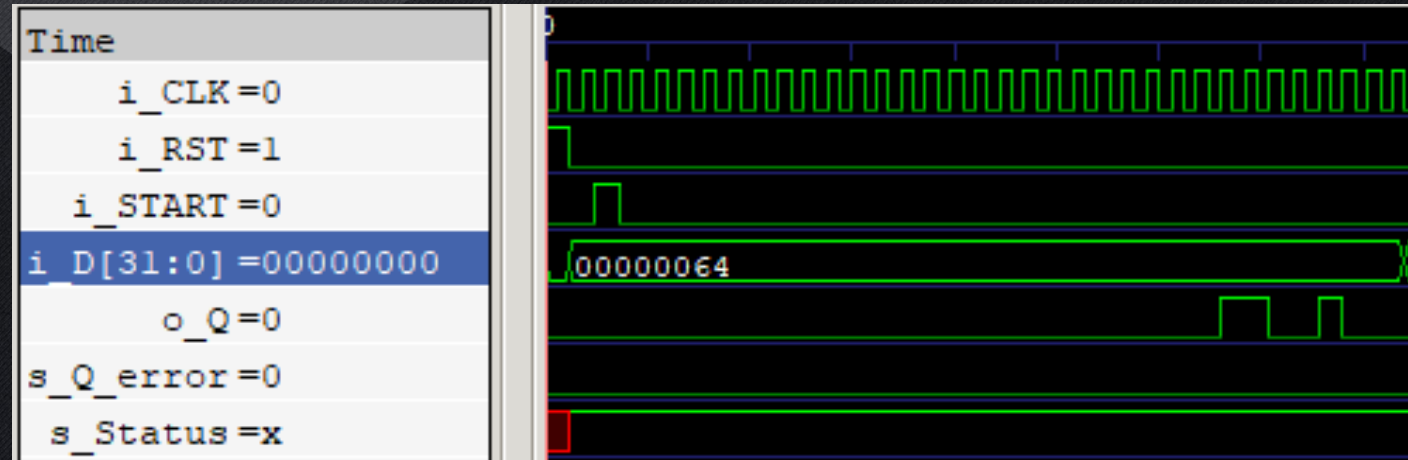 Time
i_CLK=0
i_RST=1
i_START=0
i_D[31:0]=00000000
00000064
o_Q=0
s_Q_error=0
s_Status=x